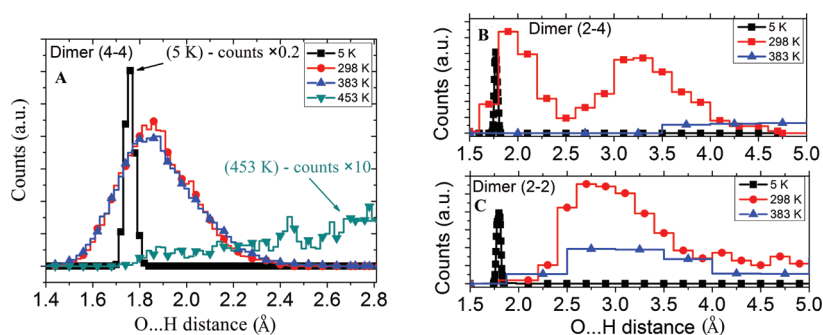 Dimer (4-4)
(5 K) - counts ×0.2
A
5 K
298 K
383 K
453 K
(453 K) - counts ×10
Counts (a.u.)
1.4 1.6 1.8 2.0 2.2 2.4 2.6 2.8
O...H distance (Å)
B
Dimer (2-4)
5 K
298 K
383 K
Counts (a.u.)
1.5 2.0 2.5 3.0 3.5 4.0 4.5 5.0
C
Dimer (2-2)
5 K
298 K
383 K
Counts (a.u.)
1.5 2.0 2.5 3.0 3.5 4.0 4.5 5.0
O...H distance (Å)